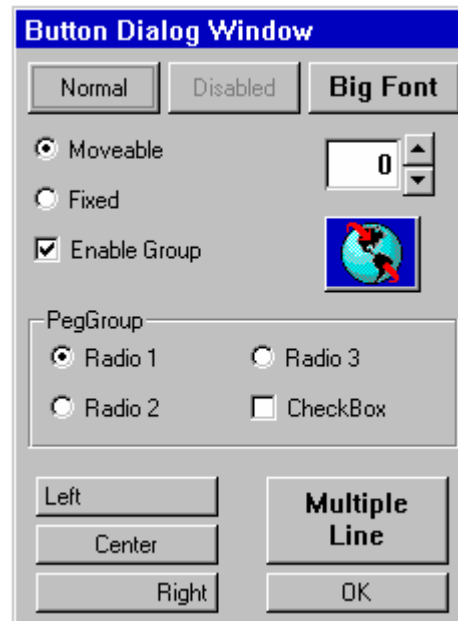 Button Dialog Window
Normal Disabled Big Font
Moveable
0
Fixed
Enable Group
PegGroup
Radio 1 Radio 3
Radio 2 CheckBox
Left
Center
Right
Multiple
Line
OK